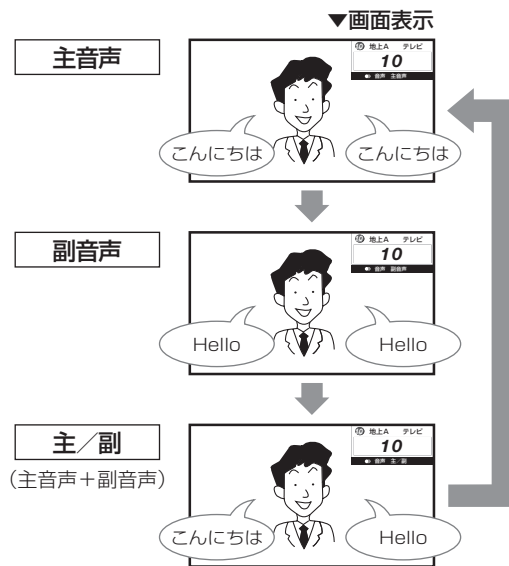 ▼画面表示
主音声
地上A テレビ
10
音声 主音声
こんにちは こんにちは
副音声
地上A テレビ
10
音声 副音声
Hello Hello
主／副
（主音声＋副音声）
地上A テレビ
10
音声 主／副
こんにちは Hello